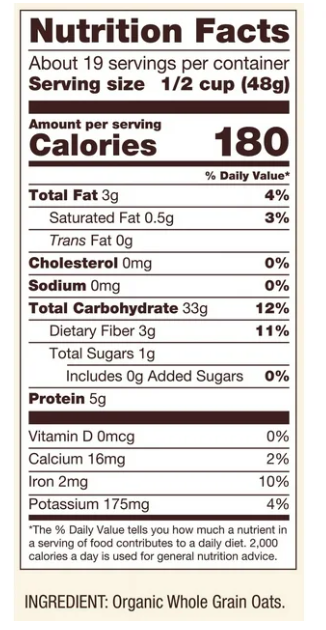 Nutrition Facts
About 19 servings per container
Serving size 1/2 cup (48g)
Amount per serving
Calories 180
% Daily Value*
Total Fat 3g 4%
Saturated Fat 0.5g 3%
Trans Fat 0g
Cholesterol 0mg 0%
Sodium 0mg 0%
Total Carbohydrate 33g 12%
Dietary Fiber 3g 11%
Total Sugars 1g
Includes 0g Added Sugars 0%
Protein 5g
Vitamin D 0mcg 0%
Calcium 16mg 2%
Iron 2mg 10%
Potassium 175mg 4%
*The % Daily Value tells you how much a nutrient in
a serving of food contributes to a daily diet. 2,000
calories a day is used for general nutrition advice.
INGREDIENT: Organic Whole Grain Oats.